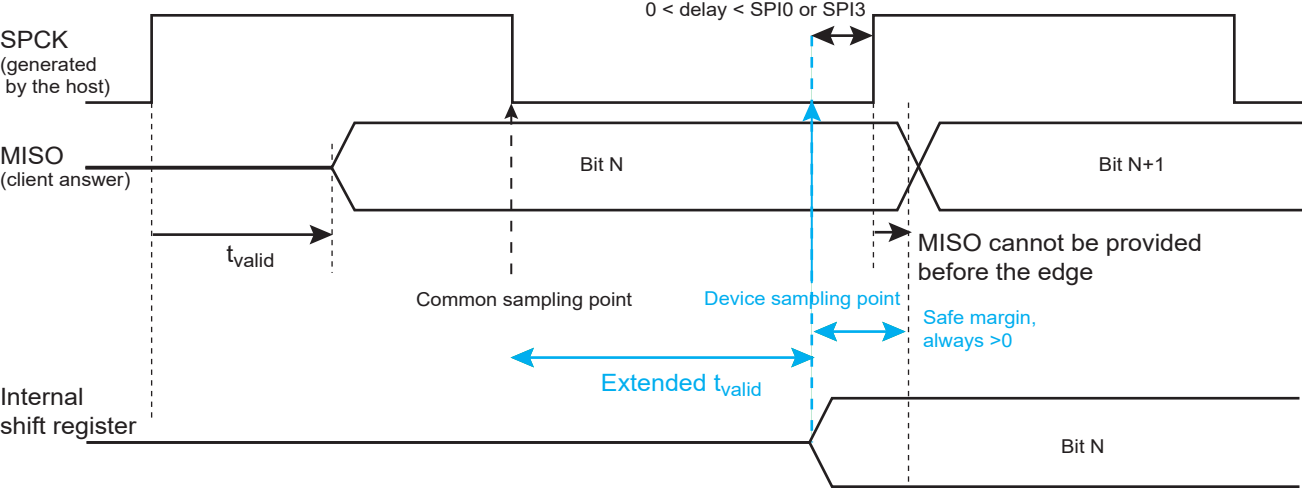 0 < delay < SPI0 or SPI3
SPCK
(generated
by the host)
MISO
(client answer)
Bit N
Bit N+1
tvalid
MISO cannot be provided
before the edge
Common sampling point
Device sampling point
Safe margin,
always >0
Extended tvalid
Internal
shift register
Bit N